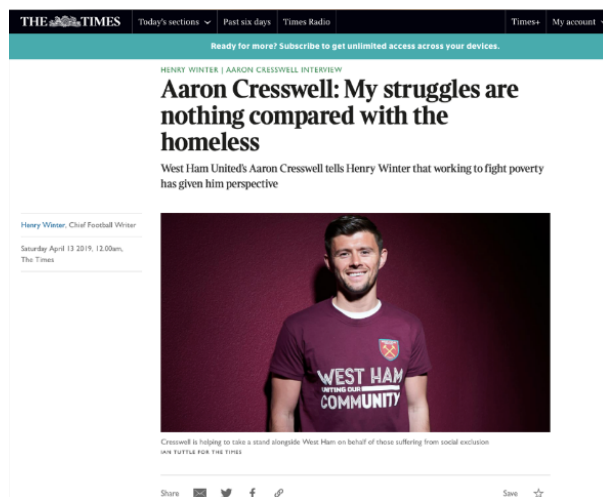 THE TIMES
Today's sections
Past six days
Times Radio
Times+
My account
Ready for more? Subscribe to get unlimited access across your devices.
HENRY WINTER | AARON CRESSWELL INTERVIEW
Aaron Cresswell: My struggles are
nothing compared with the
homeless
West Ham United's Aaron Cresswell tells Henry Winter that working to fight poverty
has given him perspective
Henry Winter, Chief Football Writer
Saturday April 13 2019, 12.00am,
The Times
WEST HAM
UNITING OUR
COMMUNITY
Cresswell is helping to take a stand alongside West Ham on behalf of those suffering from social exclusion
IAN TUTTLE FOR THE TIMES
Share
Save